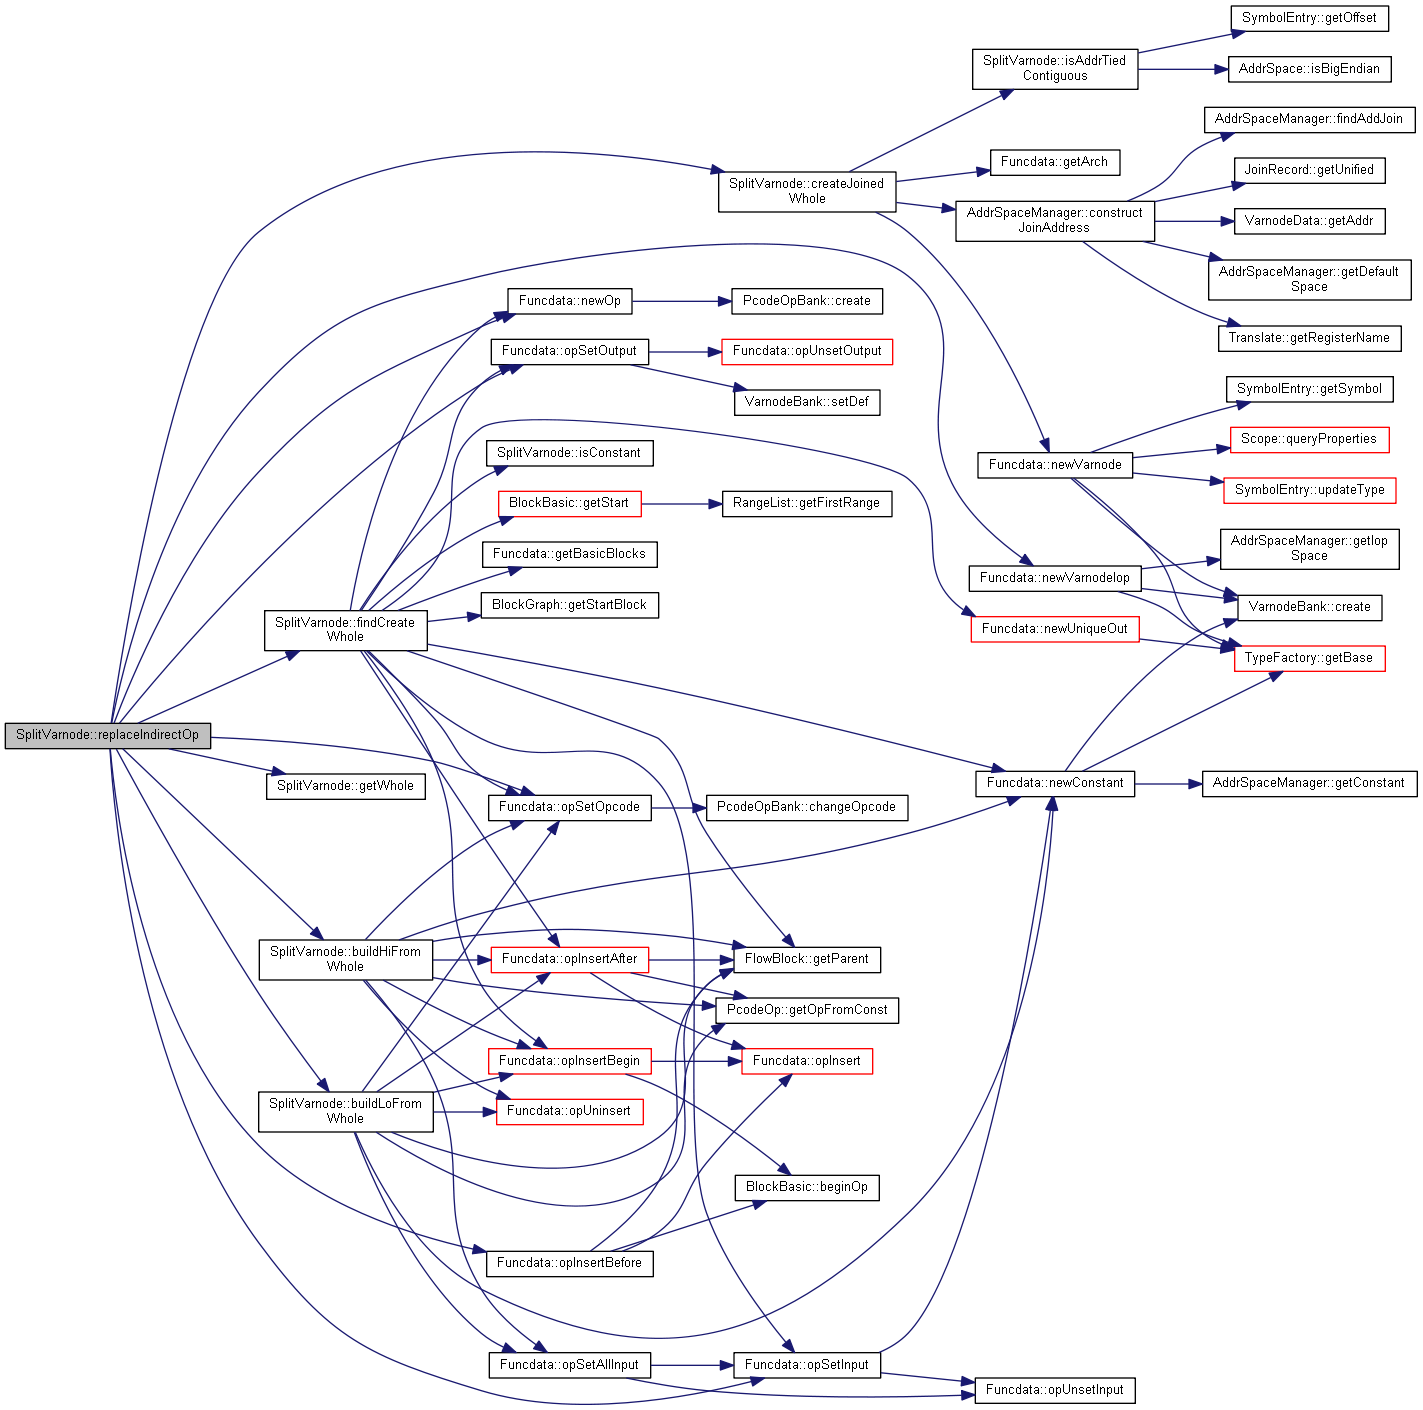 SymbolEntry::getOffset
SplitVarnode::isAddrTied
Contiguous
AddrSpace::isBigEndian
AddrSpaceManager::findAddJoin
Funcdata::getArch
JoinRecord::getUnified
SplitVarnode::createJoined
Whole
AddrSpaceManager::construct
JoinAddress
VarnodeData::getAddr
AddrSpaceManager::getDefault
Space
Funcdata::newOp
PcodeOpBank::create
Translate::getRegisterName
Funcdata::opSetOutput
Funcdata::opUnsetOutput
VarnodeBank::setDef
SymbolEntry::getSymbol
SplitVarnode::isConstant
Scope::queryProperties
Funcdata::newVarnode
SymbolEntry::updateType
BlockBasic::getStart
RangeList::getFirstRange
Funcdata::getBasicBlocks
AddrSpaceManager::getIop
Space
Funcdata::newVarnodeIop
BlockGraph::getStartBlock
VarnodeBank::create
SplitVarnode::findCreate
Whole
Funcdata::newUniqueOut
TypeFactory::getBase
SplitVarnode::replaceIndirectOp
SplitVarnode::getWhole
Funcdata::newConstant
AddrSpaceManager::getConstant
Funcdata::opSetOpcode
PcodeOpBank::changeOpcode
SplitVarnode::buildHiFrom
Whole
Funcdata::opInsertAfter
FlowBlock::getParent
PcodeOp::getOpFromConst
Funcdata::opInsertBegin
Funcdata::opInsert
SplitVarnode::buildLoFrom
Whole
Funcdata::opUninsert
BlockBasic::beginOp
Funcdata::opInsertBefore
Funcdata::opSetAllInput
Funcdata::opSetInput
Funcdata::opUnsetInput